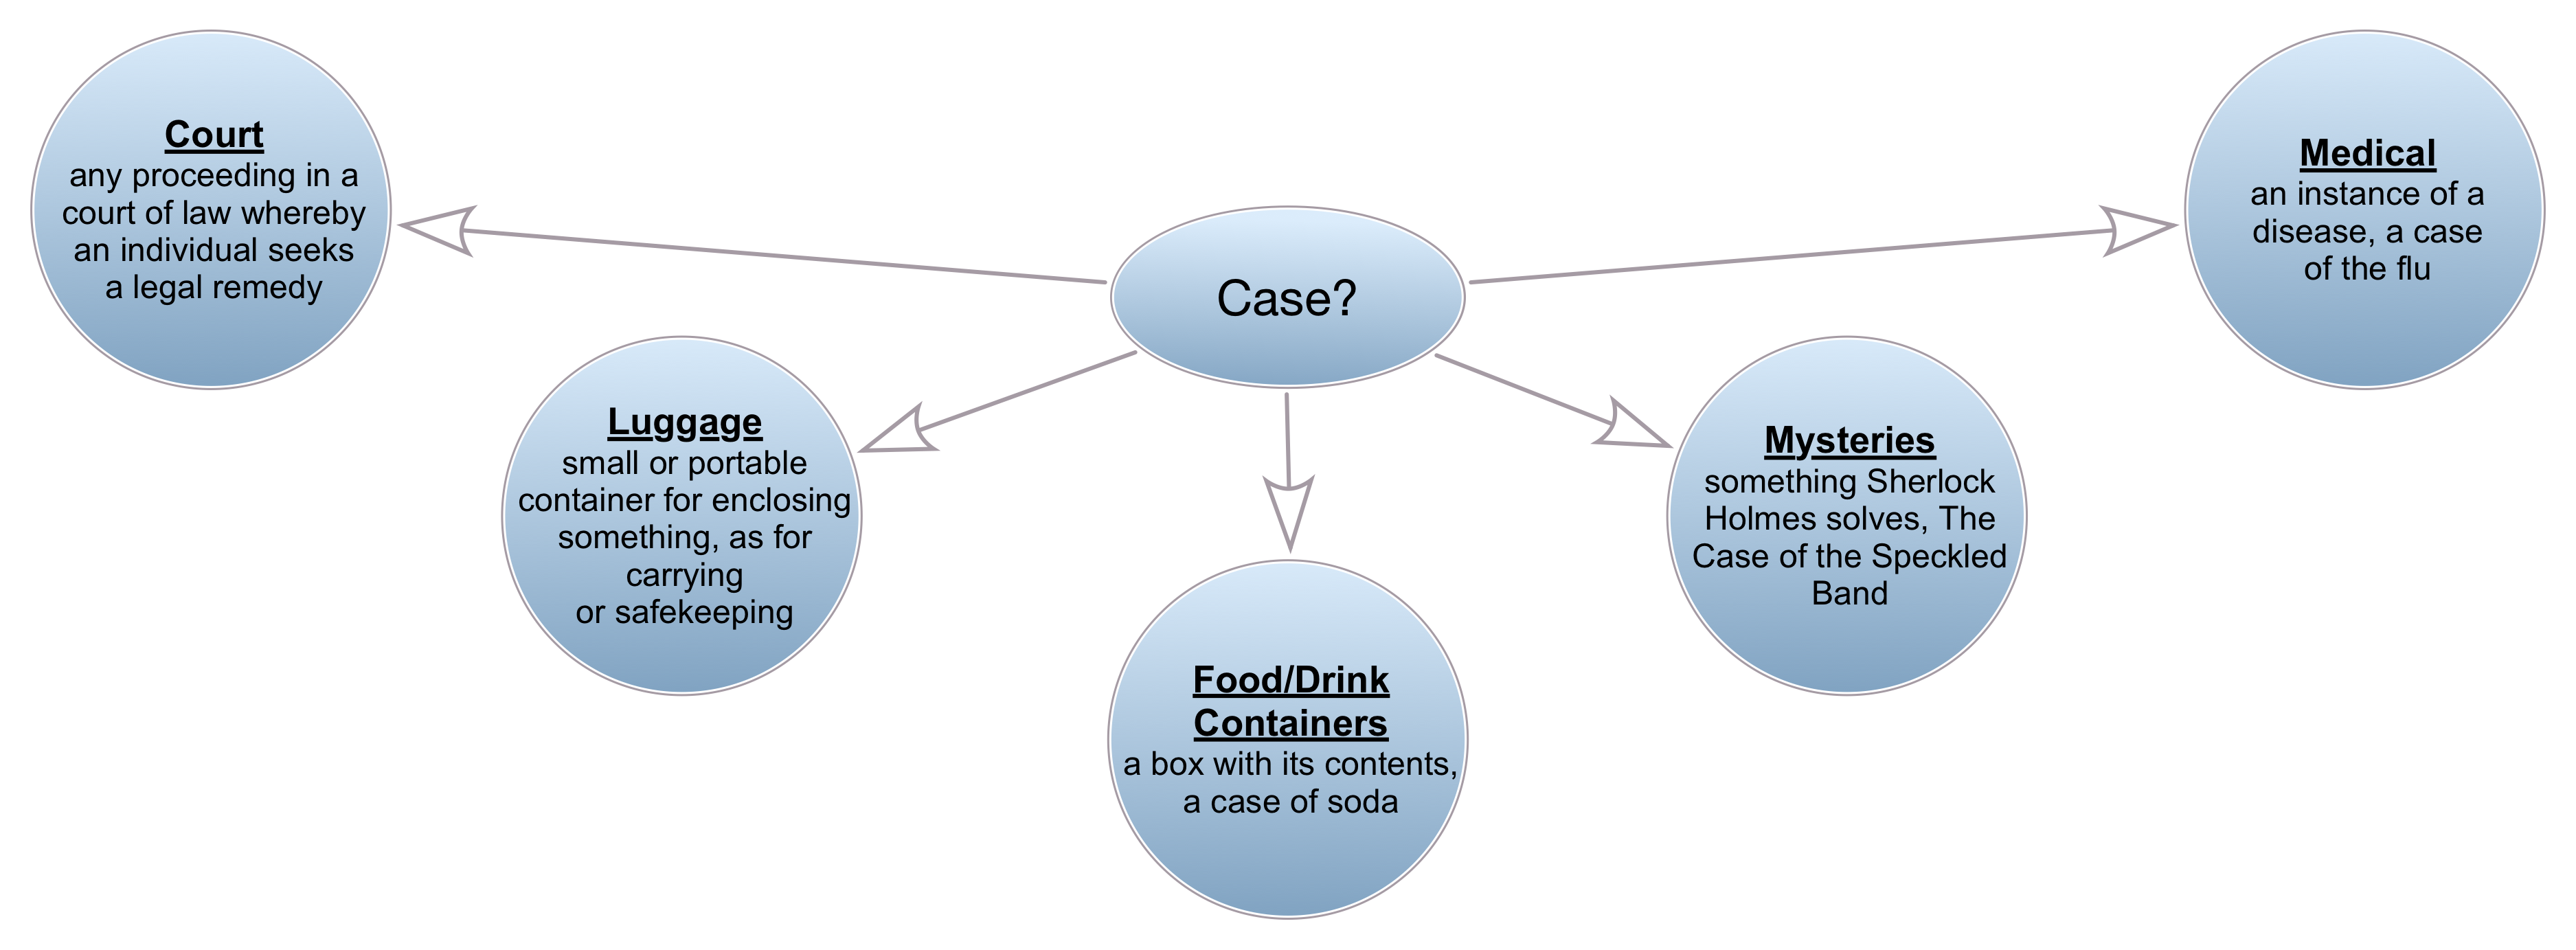 Court
any proceeding in a
court of law whereby
an individual seeks
a legal remedy
Case?
Medical
an instance of a
disease, a case
of the flu
Luggage
small or portable
container for enclosing
something, as for
carrying
or safekeeping
Mysteries
something Sherlock
Holmes solves, The
Case of the Speckled
Band
Food/Drink
Containers
a box with its contents,
a case of soda